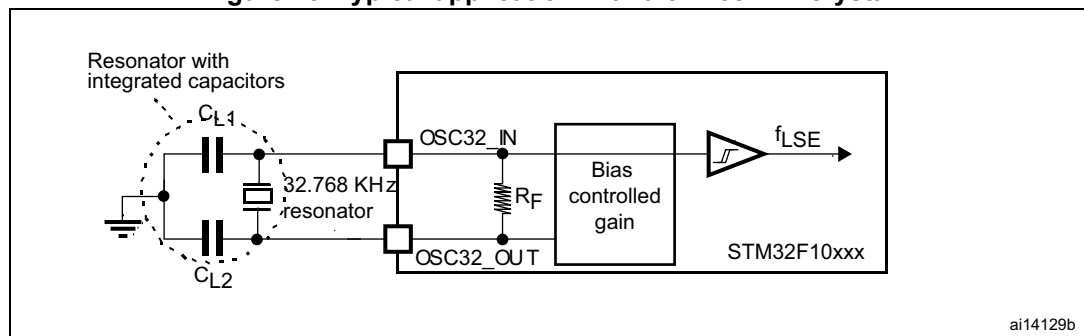 Resonator with
integrated capacitors
CL1
OSC32_IN
fLSE
32.768 KHz
resonator
RF
Bias
controlled
gain
OSC32_OUT
STM32F10xxx
CL2
ai14129b